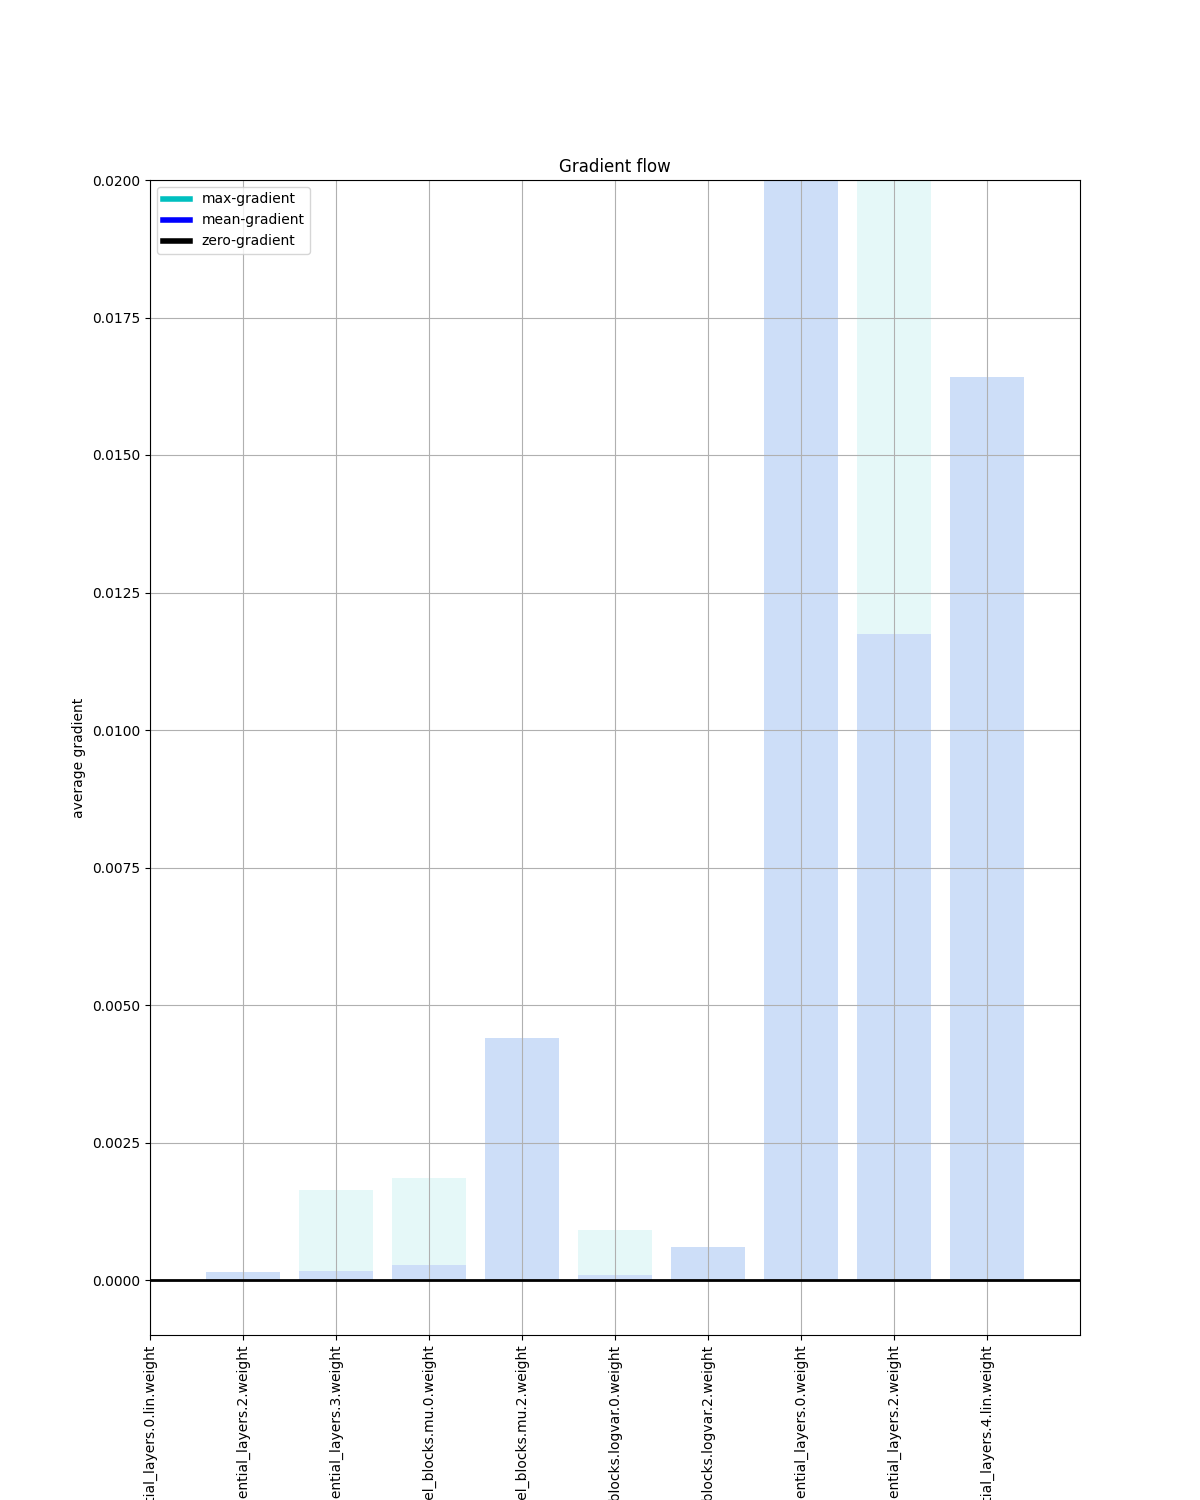 Gradient flow
max-gradient
mean-gradient
zero-gradient
0.0200
0.0175
0.0150
0.0125
0.0100
0.0075
0.0050
0.0025
0.0000
average gradient
tial_layers.0.lin.weight
ential_layers.2.weight
ential_layers.3.weight
el_blocks.mu.0.weight
el_blocks.mu.2.weight
blocks.logvar.0.weight
blocks.logvar.2.weight
ential_layers.0.weight
ential_layers.2.weight
tial_layers.4.lin.weight